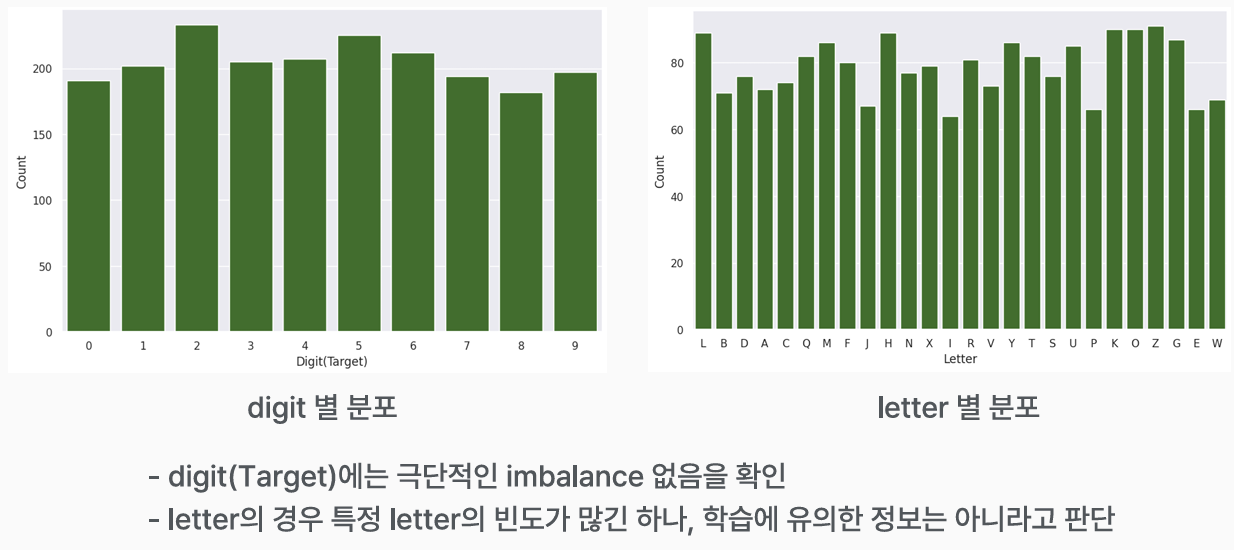 200
150
100
50
0
Count
0 1 2 3 4 5 6 7 8 9
Digit(Target)
80
60
40
20
0
Count
L B D A C Q M F J H N X I R V Y T S U P K O Z G E W
Letter
digit 별 분포
letter 별 분포
- digit(Target)에는 극단적인 imbalance 없음을 확인
- letter의 경우 특정 letter의 빈도가 많긴 하나, 학습에 유의한 정보는 아니라고 판단